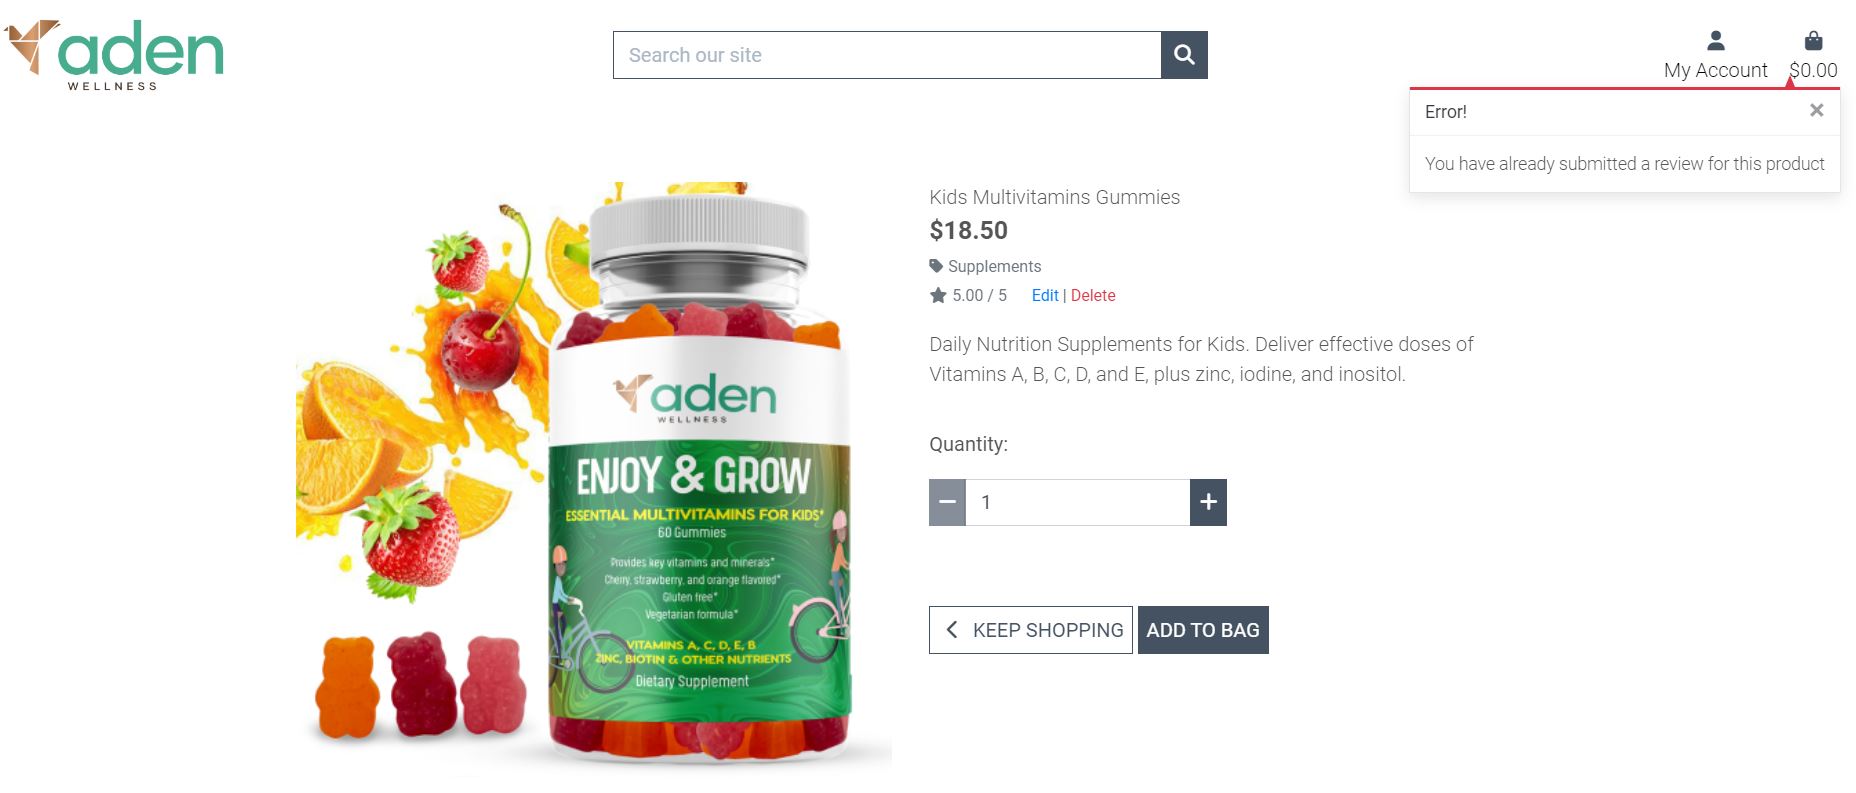 aden
WELLNESS
Search our site
My Account
$0.00
Error!
You have already submitted a review for this product
Kids Multivitamins Gummies
$18.50
Supplements
5.00 / 5 Edit | Delete
Daily Nutrition Supplements for Kids. Deliver effective doses of
Vitamins A, B, C, D, and E, plus zinc, iodine, and inositol.
Quantity:
1
KEEP SHOPPING
ADD TO BAG
aden
WELLNESS
ENJOY & GROW
ESSENTIAL MULTIVITAMINS FOR KIDS*
60 Gummies
Provides key vitamins and minerals*
Cherry, strawberry, and orange flavored*
Gluten free*
Vegetarian formula*
VITAMINS A, C, D, E, B
ZINC, BIOTIN & OTHER NUTRIENTS
Dietary Supplement